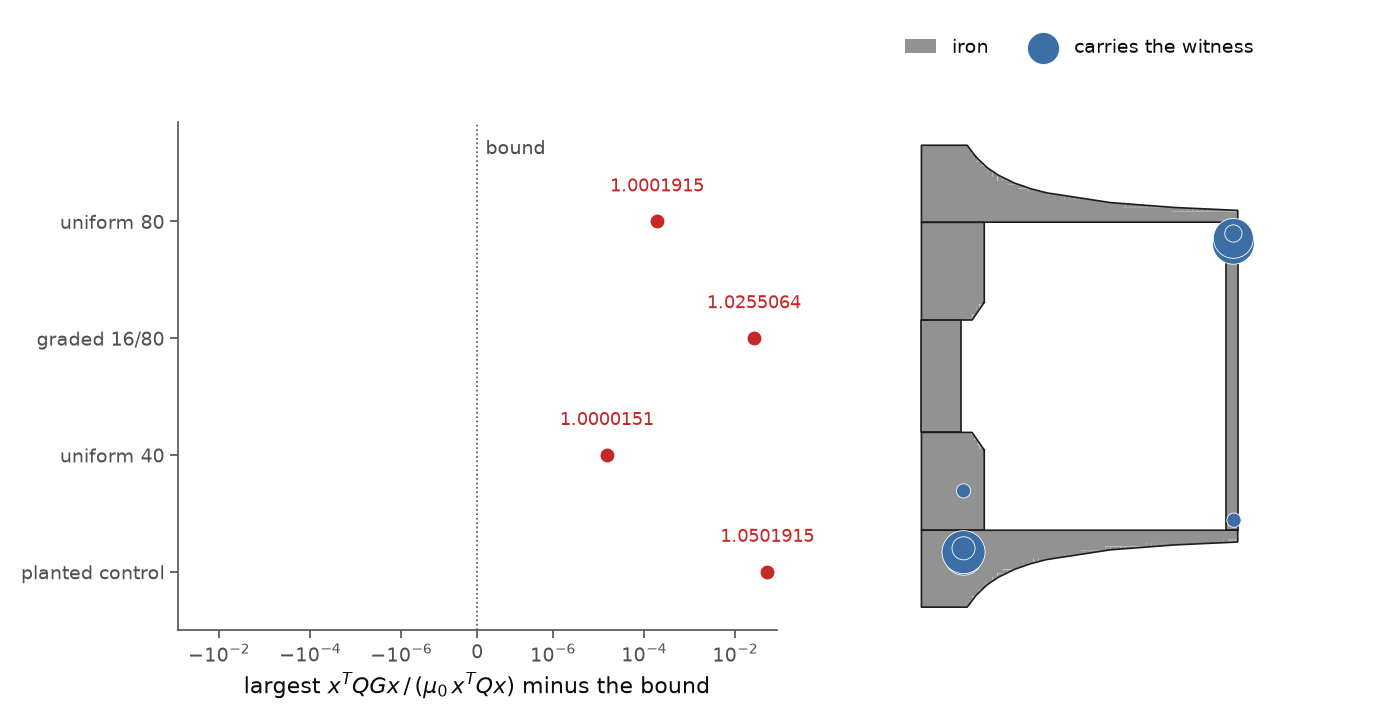 iron
carries the witness
bound
1.0001915
uniform 80
1.0255064
graded 16/80
1.0000151
uniform 40
1.0501915
planted control
−10⁻² −10⁻⁴ −10⁻⁶ 0 10⁻⁶ 10⁻⁴ 10⁻²
largest xᵀQGx / (μ₀ xᵀQx) minus the bound